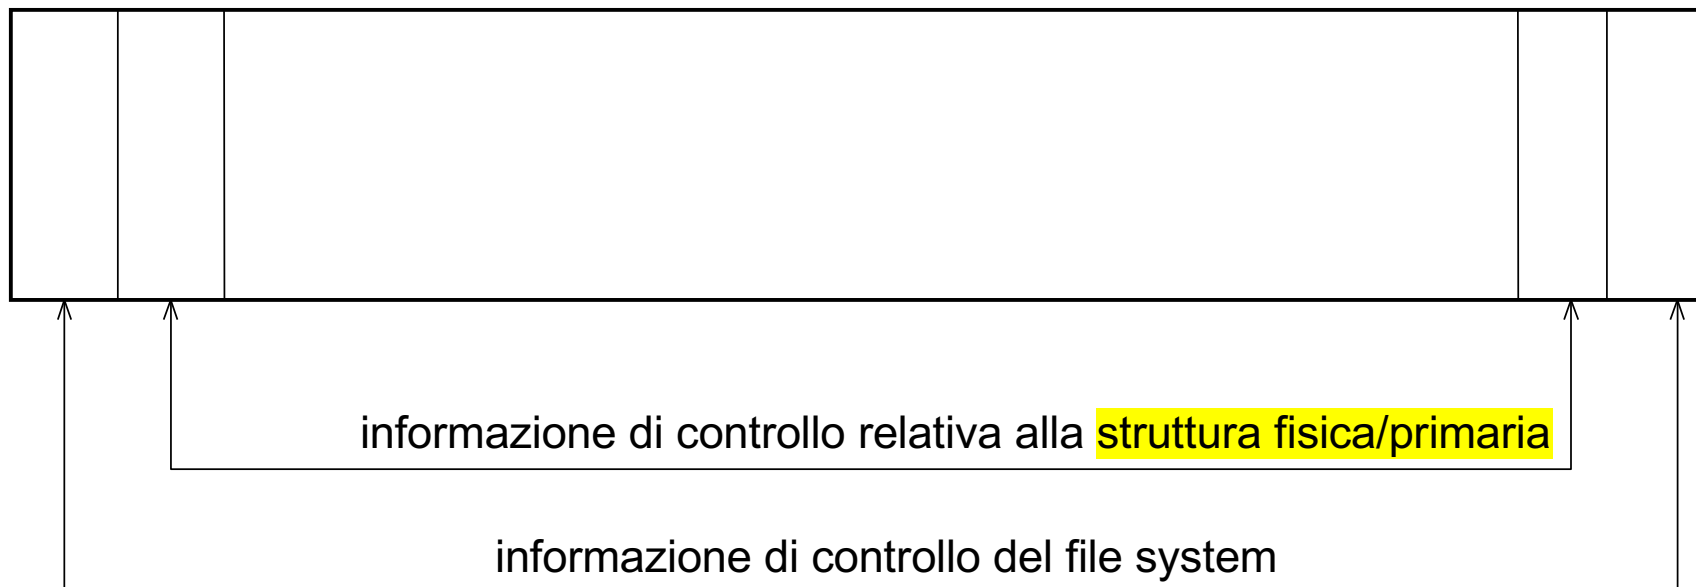 informazione di controllo relativa alla struttura fisica/primaria
informazione di controllo del file system